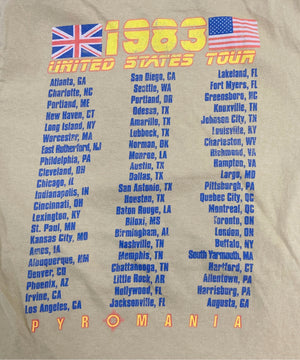 1983
UNITED STATES TOUR
Atlanta, GA
Charlotte, NC
Portland, ME
New Haven, CT
Long Island, NY
Worcester, MA
East Rutherford, NJ
Philadelphia, PA
Cleveland, OH
Chicago, IL
Indianapolis, IN
Cincinnati, OH
Lexington, KY
St. Paul, MN
Kansas City, MO
Ames, IA
Albuquerque, NM
Denver, CO
Phoenix, AZ
Irvine, CA
Los Angeles, CA
San Diego, CA
Seattle, WA
Portland, OR
Odessa, TX
Amarillo, TX
Lubbock, TX
Norman, OK
Monroe, LA
Austin, TX
Dallas, TX
San Antonio, TX
Houston, TX
Baton Rouge, LA
Biloxi, MS
Birmingham, AL
Nashville, TN
Memphis, TN
Chattanooga, TN
Little Rock, AR
Hollywood, FL
Jacksonville, FL
Lakeland, FL
Fort Myers, FL
Greensboro, NC
Knoxville, TN
Johnson City, TN
Louisville, KY
Charleston, WV
Richmond, VA
Hampton, VA
Largo, MD
Pittsburgh, PA
Quebec City, QC
Montreal, QC
Toronto, ON
London, ON
Buffalo, NY
South Yarmouth, MA
Hartford, CT
Allentown, PA
Harrisburg, PA
Augusta, GA
PYROMANIA